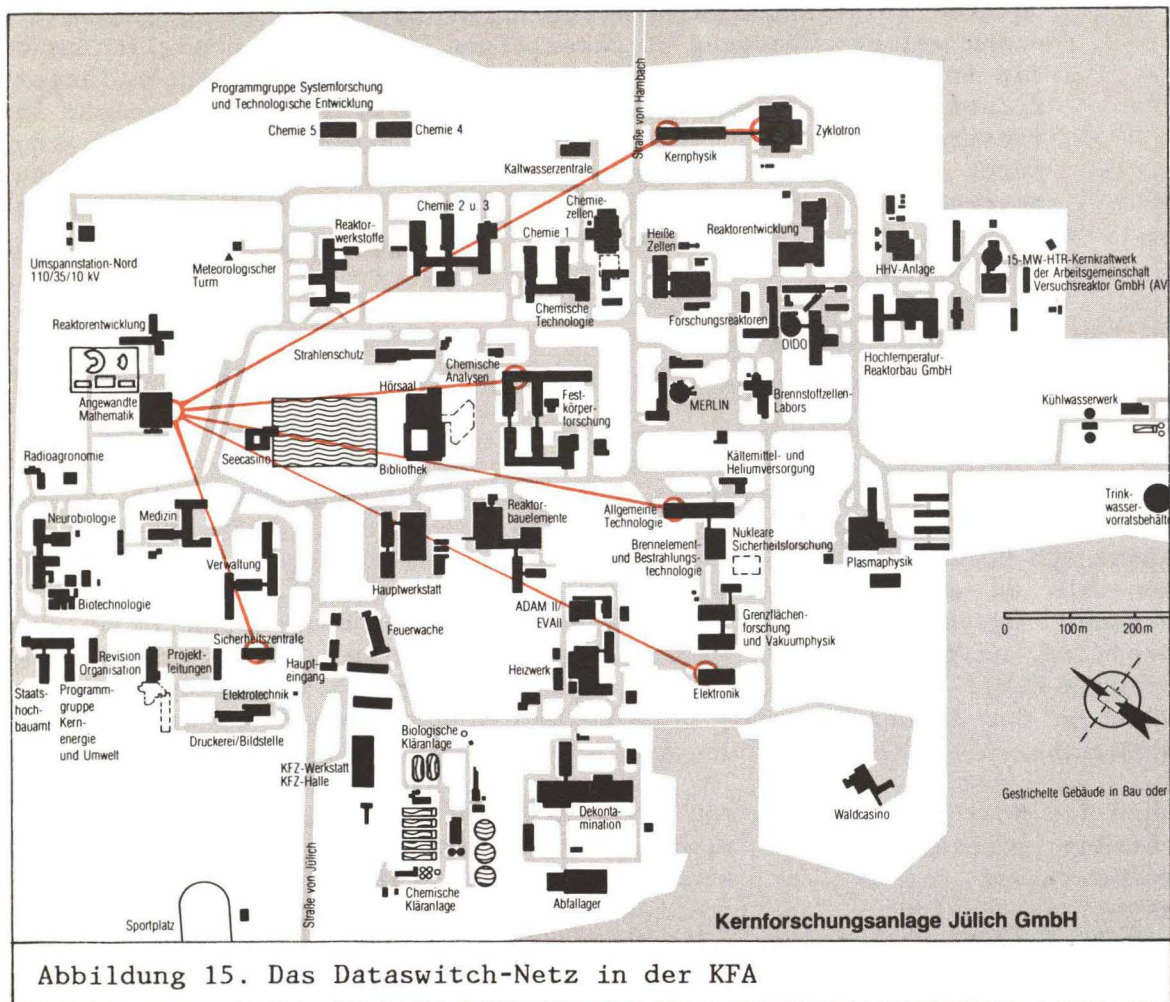 Programmgruppe Systemforschung
und Technologische Entwicklung
Chemie 5
Chemie 4
Straße von Hambach
Zyklotron
Kernphysik
Kaltwasserzentrale
Chemie 2 u. 3
Chemie-
zellen
Reaktor-
werkstoffe
Chemie 1
Heiße
Zellen
Reaktorentwicklung
Umspannstation-Nord
110/35/10 kV
Meteorologischer
Turm
HHV-Anlage
15-MW-HTR-Kernkraftwerk
der Arbeitsgemeinschaft
Versuchsreaktor GmbH (AV
Chemische
Technologie
Forschungsreaktoren
Reaktorentwicklung
DIDO
Strahlenschutz
Chemische
Analysen
Hochtemperatur-
Reaktorbau GmbH
Hörsaal
Angewandte
Mathematik
Fest-
körper-
forschung
MERLIN
Brennstoffzellen-
Labors
Kühlwasserwerk
Seecasino
Bibliothek
Radioagronomie
Kältemittel- und
Heliumversorgung
Neurobiologie
Medizin
Reaktor-
bauelemente
Allgemeine
Technologie
Trink-
wasser-
vorratsbehälte
Brennelement-
und Bestrahlungs-
technologie
Nukleare
Sicherheitsforschung
Verwaltung
Plasmaphysik
Hauptwerkstatt
Biotechnologie
ADAM II/
EVAII
Grenzflächen-
forschung
und Vakuumphysik
0 100m 200m
Feuerwache
Sicherheitszentrale
Revision
Organisation
Projekt-
leitungen
Haupt-
eingang
Heizwerk
Elektronik
Staats-
hoch-
bauamt
Programm-
gruppe
Kern-
energie
und Umwelt
Elektrotechnik
Druckerei/Bildstelle
Biologische
Kläranlage
KFZ-Werkstatt
KFZ-Halle
Gestrichelte Gebäude in Bau oder
Waldcasino
Dekonta-
mination
Straße von Jülich
Chemische
Kläranlage
Abfallager
Sportplatz
Kernforschungsanlage Jülich GmbH
Abbildung 15. Das Dataswitch-Netz in der KFA